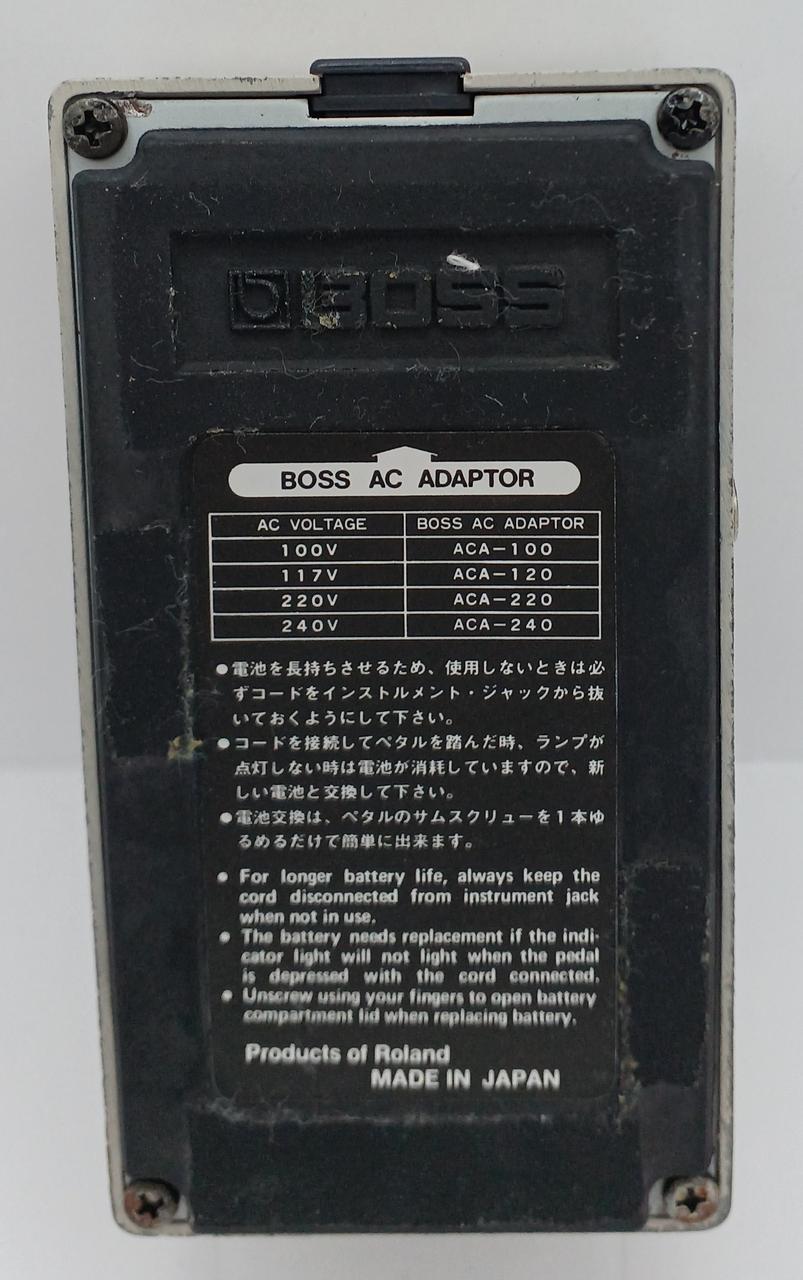 BOSS
BOSS AC ADAPTOR
AC VOLTAGE BOSS AC ADAPTOR
100V ACA-100
117V ACA-120
220V ACA-220
240V ACA-240
●電池を長持ちさせるため、使用しないときは必
ずコードをインストルメント・ジャックから抜
いておくようにして下さい。
●コードを接続してペタルを踏んだ時、ランプが
点灯しない時は電池が消耗していますので、新
しい電池と交換して下さい。
●電池交換は、ペタルのサムスクリューを1本ゆ
るめるだけで簡単に出来ます。
● For longer battery life, always keep the
cord disconnected from instrument jack
when not in use.
● The battery needs replacement if the indi-
cator light will not light when the pedal
is depressed with the cord connected.
● Unscrew using your fingers to open battery
compartment lid when replacing battery.
Products of Roland
MADE IN JAPAN